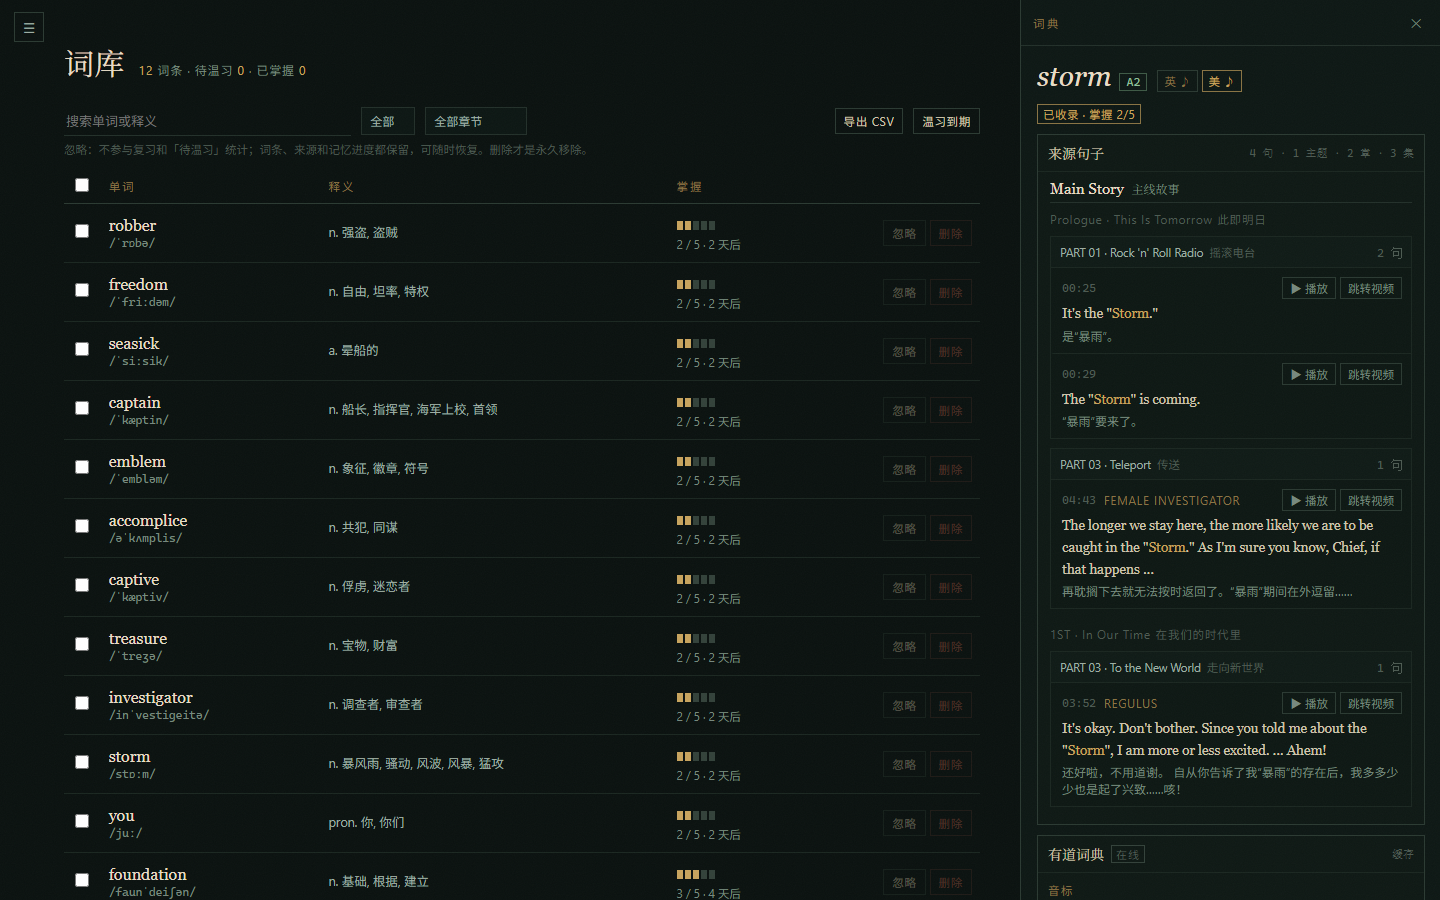 ☰
词库 12 词条 · 待温习 0 · 已掌握 0
搜索单词或释义 全部 全部章节 导出 CSV 温习到期
忽略：不参与复习和「待温习」统计；词条、来源和记忆进度都保留，可随时恢复。删除才是永久移除。
单词 释义 掌握
robber
/ˈrɒbə/
n. 强盗, 盗贼
2 / 5 · 2 天后
忽略 删除
freedom
/ˈfriːdəm/
n. 自由, 坦率, 特权
2 / 5 · 2 天后
忽略 删除
seasick
/ˈsiːsik/
a. 晕船的
2 / 5 · 2 天后
忽略 删除
captain
/ˈkæptin/
n. 船长, 指挥官, 海军上校, 首领
2 / 5 · 2 天后
忽略 删除
emblem
/ˈembləm/
n. 象征, 徽章, 符号
2 / 5 · 2 天后
忽略 删除
accomplice
/əˈkʌmplis/
n. 共犯, 同谋
2 / 5 · 2 天后
忽略 删除
captive
/ˈkæptiv/
n. 俘虏, 迷恋者
2 / 5 · 2 天后
忽略 删除
treasure
/ˈtreʒə/
n. 宝物, 财富
2 / 5 · 2 天后
忽略 删除
investigator
/inˈvestigeitə/
n. 调查者, 审查者
2 / 5 · 2 天后
忽略 删除
storm
/stɒːm/
n. 暴风雨, 骚动, 风波, 风暴, 猛攻
2 / 5 · 2 天后
忽略 删除
you
/juː/
pron. 你, 你们
2 / 5 · 2 天后
忽略 删除
foundation
/faunˈdeiʃən/
n. 基础, 根据, 建立
3 / 5 · 4 天后
忽略 删除
词典 ×
storm A2 英 ♪ 美 ♪
已收录 · 掌握 2/5
来源句子 4 句 · 1 主题 · 2 章 · 3 集
Main Story 主线故事
Prologue · This Is Tomorrow 此即明日
PART 01 · Rock 'n' Roll Radio 摇滚电台 2 句
00:25 ▶ 播放 跳转视频
It's the "Storm."
是“暴雨”。
00:29 ▶ 播放 跳转视频
The "Storm" is coming.
“暴雨”要来了。
PART 03 · Teleport 传送 1 句
04:43 FEMALE INVESTIGATOR ▶ 播放 跳转视频
The longer we stay here, the more likely we are to be
caught in the "Storm." As I'm sure you know, Chief, if
that happens ...
再耽搁下去就无法按时返回了。“暴雨”期间在外逗留……
1ST · In Our Time 在我们的时代里
PART 03 · To the New World 走向新世界 1 句
03:52 REGULUS ▶ 播放 跳转视频
It's okay. Don't bother. Since you told me about the
"Storm", I am more or less excited. ... Ahem!
还好啦，不用道谢。 自从你告诉了我“暴雨”的存在后，我多多少
少也是起了兴致……咳！
有道词典 在线 缓存
音标